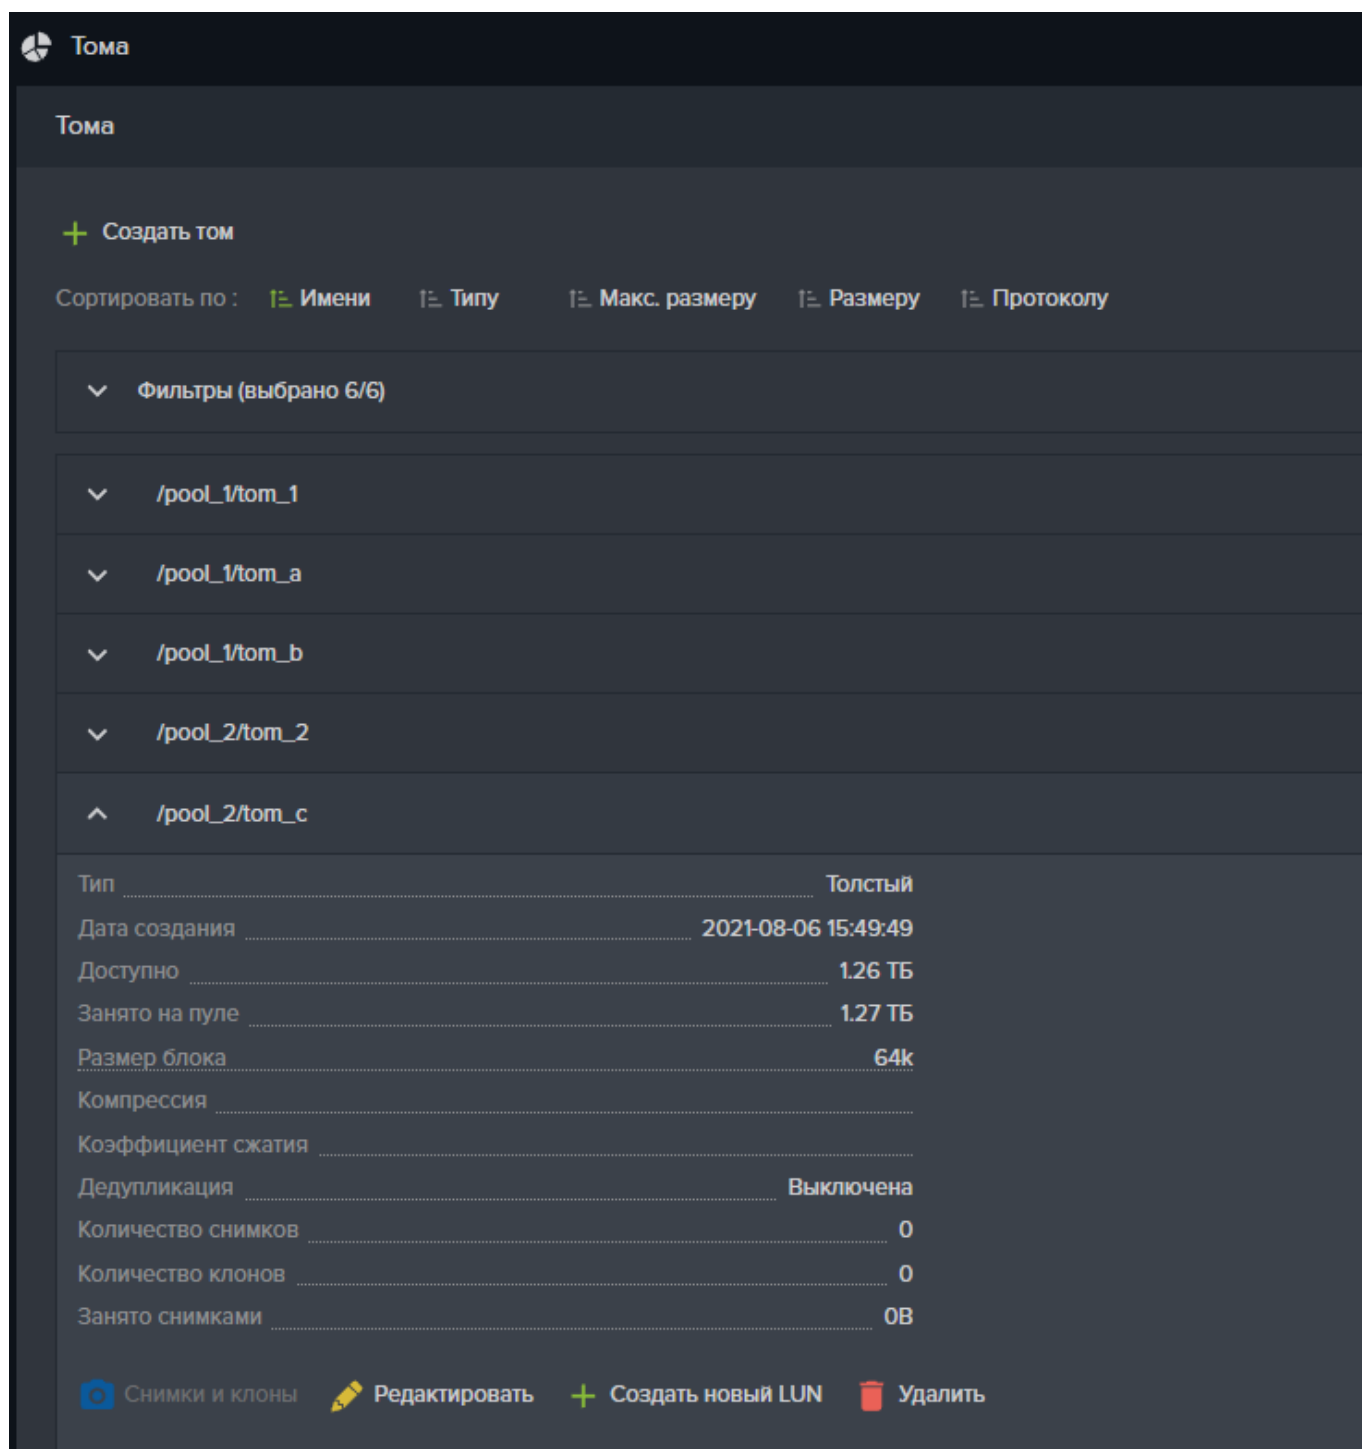 Тома
Тома
Создать том
Сортировать по : Имени Типу Макс. размеру Размеру Протоколу
Фильтры (выбрано 6/6)
/pool_1/tom_1
/pool_1/tom_a
/pool_1/tom_b
/pool_2/tom_2
/pool_2/tom_c
Тип Толстый
Дата создания 2021-08-06 15:49:49
Доступно 1.26 ТБ
Занято на пуле 1.27 ТБ
Размер блока 64k
Компрессия
Коэффициент сжатия
Дедупликация Выключена
Количество снимков 0
Количество клонов 0
Занято снимками 0B
Снимки и клоны Редактировать Создать новый LUN Удалить